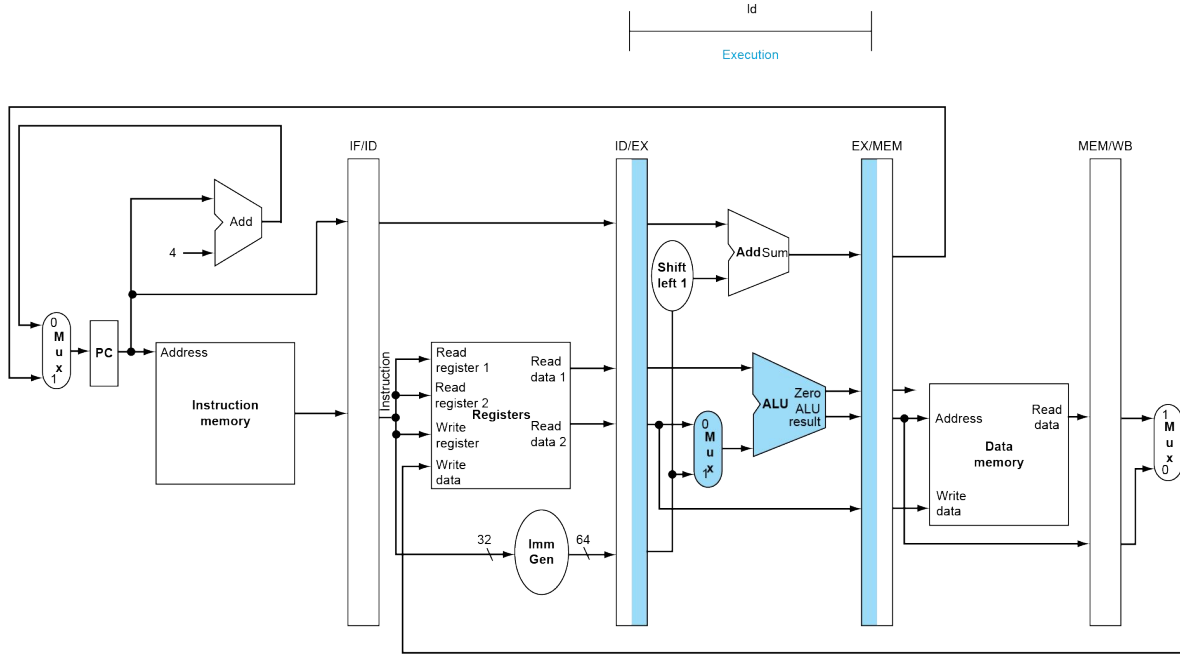 ld
Execution
IF/ID
ID/EX
EX/MEM
MEM/WB
Add
4
Add Sum
Shift
left 1
0
M
u
x
1
PC
Address
Instruction
memory
Instruction
Read
register 1
Read
register 2
Write
register
Write
data
Registers
Read
data 1
Read
data 2
0
M
u
x
1
ALU
Zero
ALU
result
Address
Write
data
Data
memory
Read
data
1
M
u
x
0
32
Imm
Gen
64